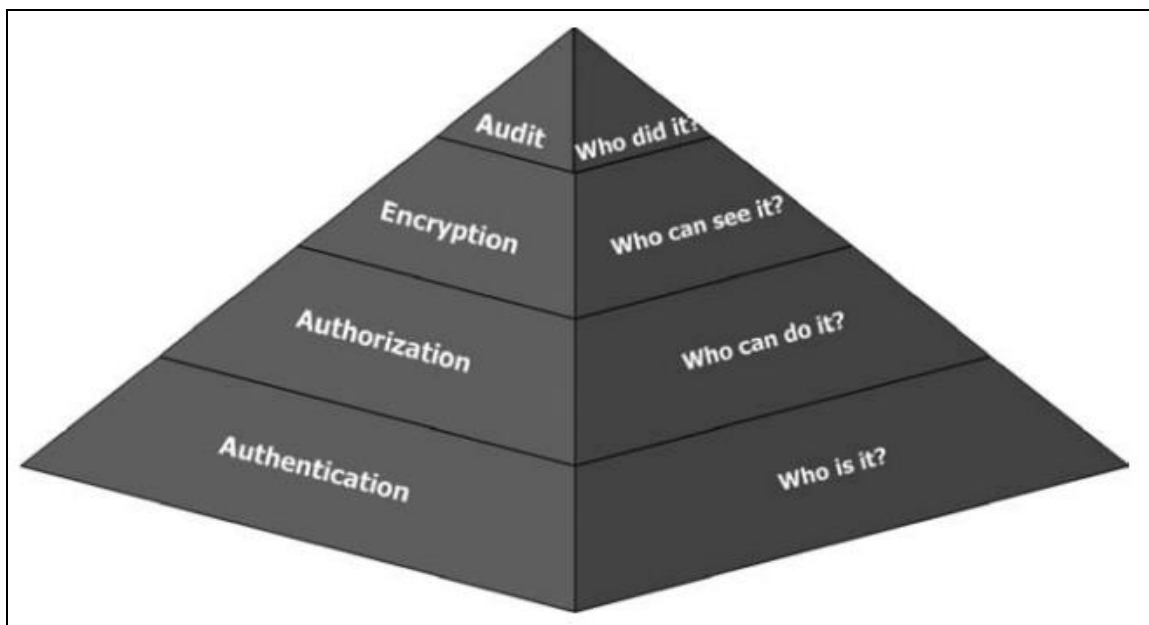 Audit
Who did it?
Encryption
Who can see it?
Authorization
Who can do it?
Authentication
Who is it?